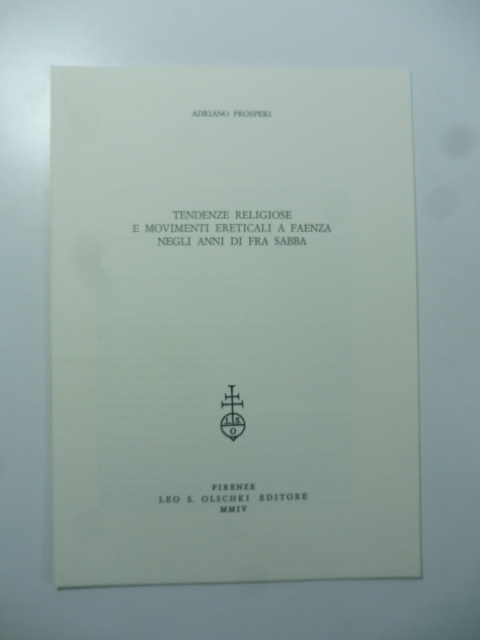 ADRIANO PROSPERI
TENDENZE RELIGIOSE
E MOVIMENTI ERETICALI A FAENZA
NEGLI ANNI DI FRA SABBA
L S
O
FIRENZE
LEO S. OLSCHKI EDITORE
MMIV